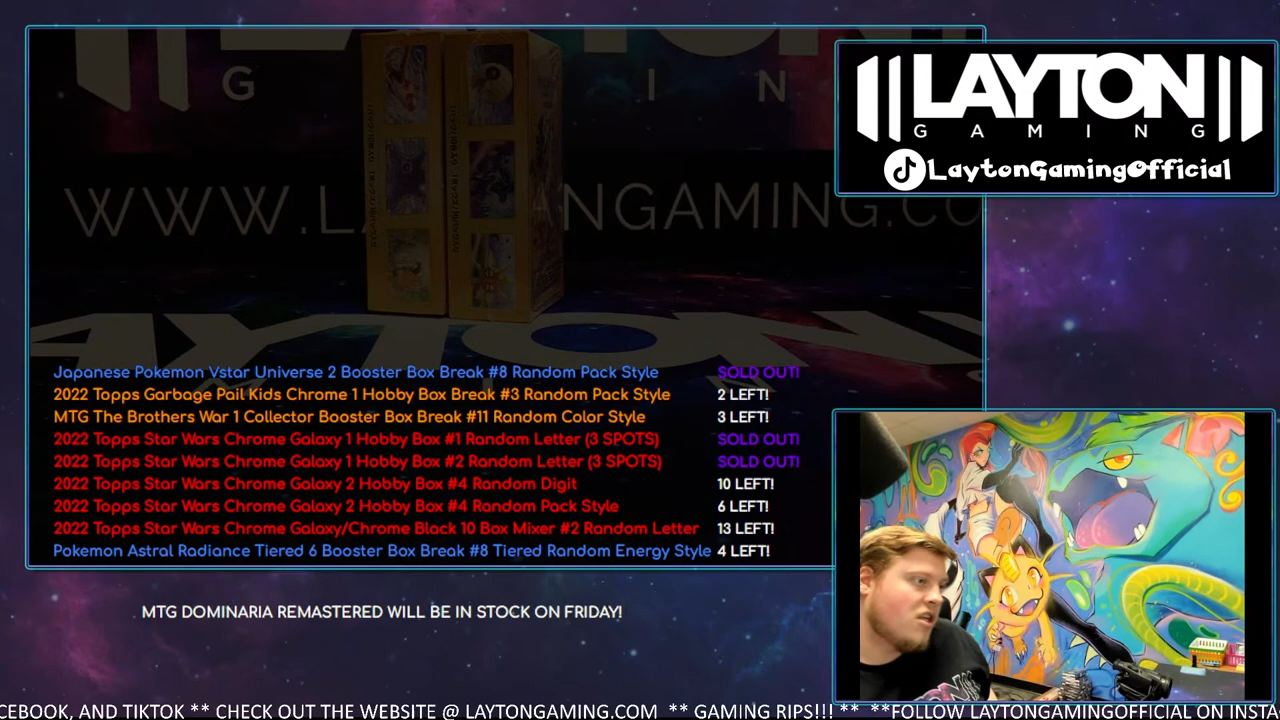 G
I
N
WWW.L
NGAMING.CO
LAYTON
GAMING
LaytonGamingOfficial
Japanese Pokemon Vstar Universe 2 Booster Box Break #8 Random Pack Style SOLD OUT!
2022 Topps Garbage Pail Kids Chrome 1 Hobby Box Break #3 Random Pack Style 2 LEFT!
MTG The Brothers War 1 Collector Booster Box Break #11 Random Color Style 3 LEFT!
2022 Topps Star Wars Chrome Galaxy 1 Hobby Box #1 Random Letter (3 SPOTS) SOLD OUT!
2022 Topps Star Wars Chrome Galaxy 1 Hobby Box #2 Random Letter (3 SPOTS) SOLD OUT!
2022 Topps Star Wars Chrome Galaxy 2 Hobby Box #4 Random Digit 10 LEFT!
2022 Topps Star Wars Chrome Galaxy 2 Hobby Box #4 Random Pack Style 6 LEFT!
2022 Topps Star Wars Chrome Galaxy/Chrome Black 10 Box Mixer #2 Random Letter 13 LEFT!
Pokemon Astral Radiance Tiered 6 Booster Box Break #8 Tiered Random Energy Style 4 LEFT!
MTG DOMINARIA REMASTERED WILL BE IN STOCK ON FRIDAY!
CEBOOK, AND TIKTOK ** CHECK OUT THE WEBSITE @ LAYTONGAMING.COM ** GAMING RIPS!!! ** **FOLLOW LAYTONGAMINGOFFICIAL ON INSTA